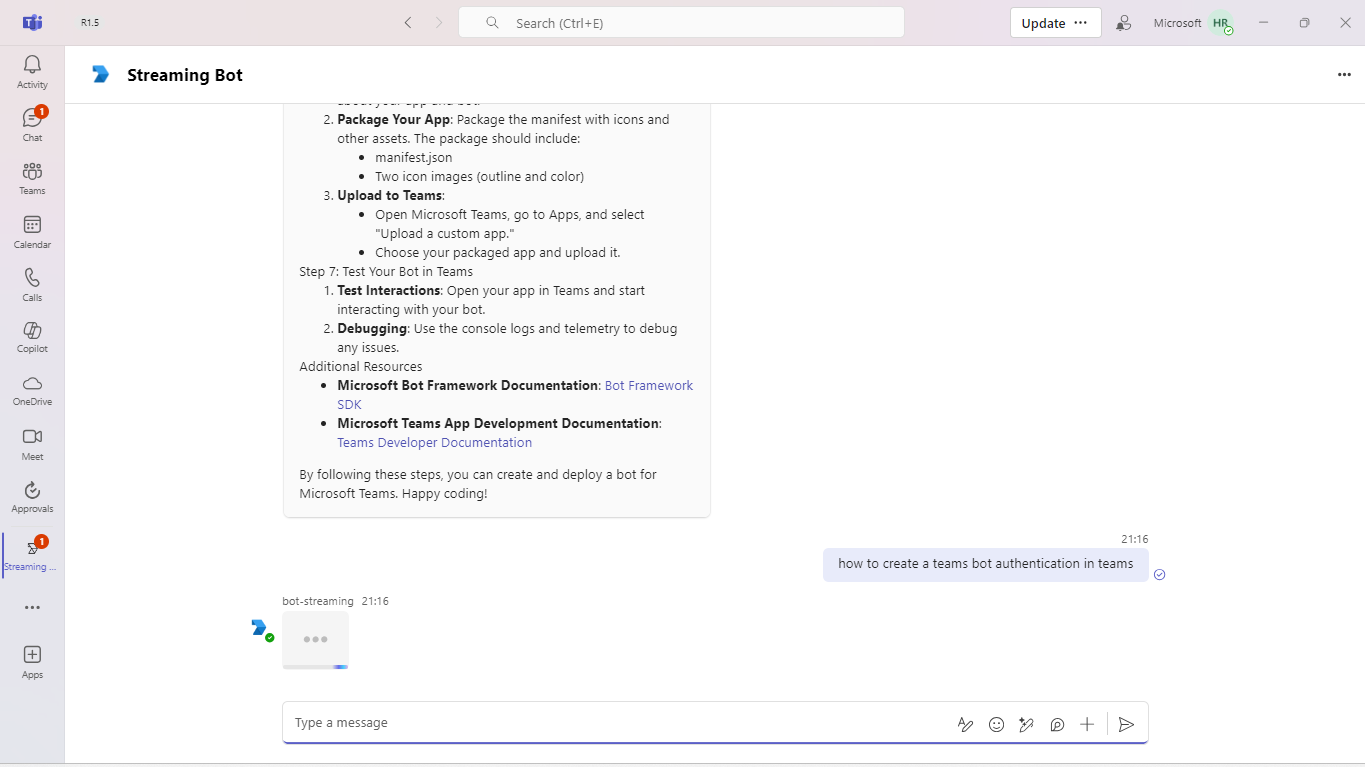 R1.5
Search (Ctrl+E)
Update
Microsoft
HR
Activity
1
Chat
Teams
Calendar
Calls
Copilot
OneDrive
Meet
Approvals
1
Streaming ...
Apps
Streaming Bot
about your app and bot.
2. Package Your App: Package the manifest with icons and
other assets. The package should include:
• manifest.json
• Two icon images (outline and color)
3. Upload to Teams:
• Open Microsoft Teams, go to Apps, and select
"Upload a custom app."
• Choose your packaged app and upload it.
Step 7: Test Your Bot in Teams
1. Test Interactions: Open your app in Teams and start
interacting with your bot.
2. Debugging: Use the console logs and telemetry to debug
any issues.
Additional Resources
• Microsoft Bot Framework Documentation: Bot Framework
SDK
• Microsoft Teams App Development Documentation:
Teams Developer Documentation
By following these steps, you can create and deploy a bot for
Microsoft Teams. Happy coding!
21:16
how to create a teams bot authentication in teams
bot-streaming 21:16
Type a message